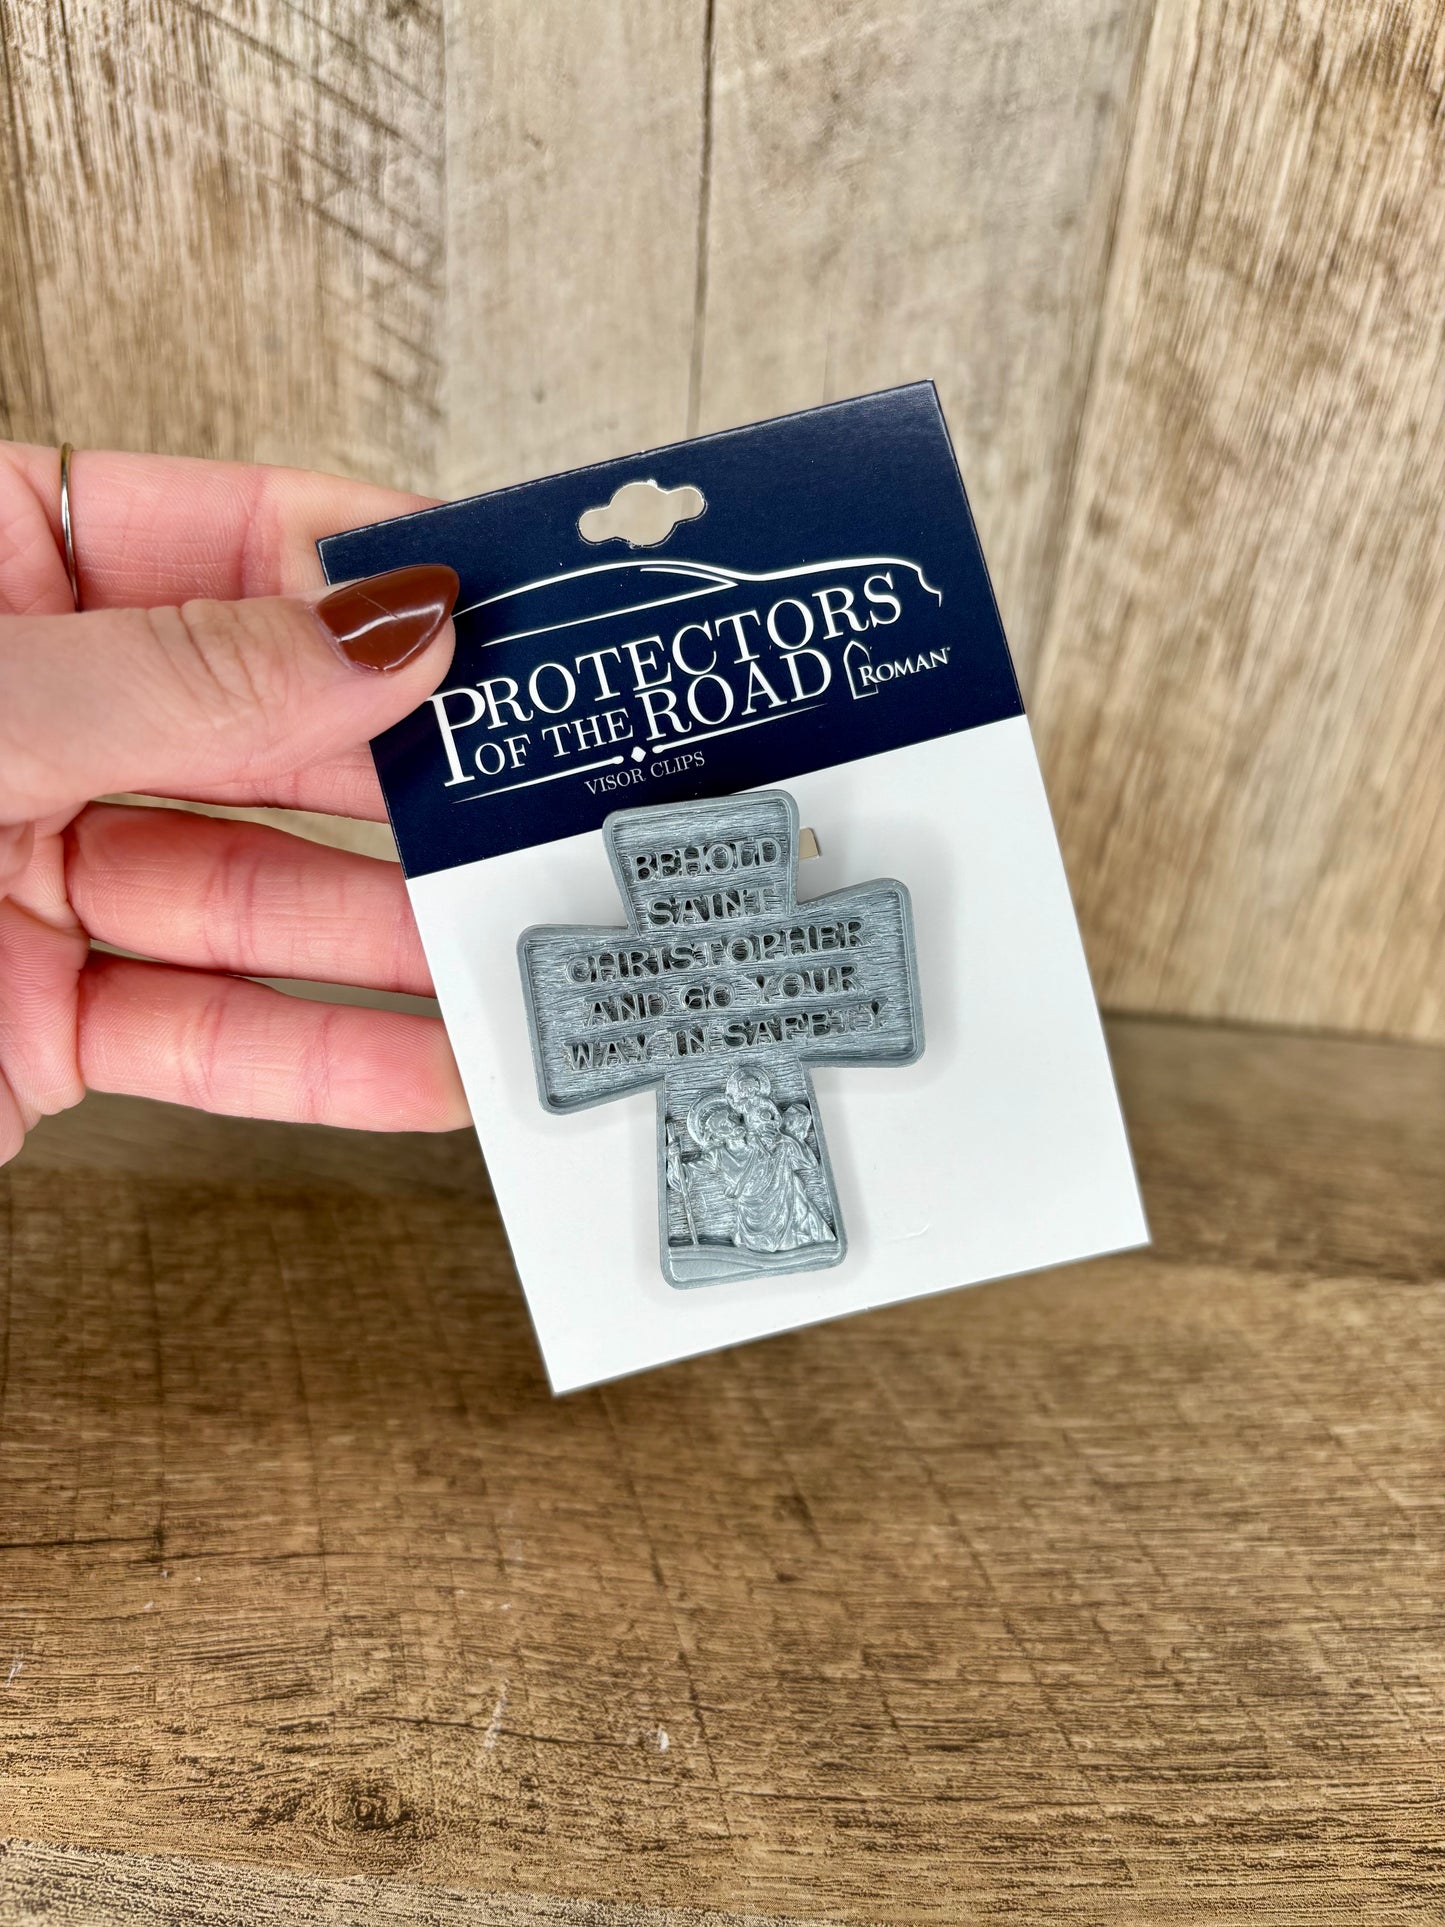 PROTECTORS
OF THE ROAD
ROMAN
VISOR CLIPS
BEHOLD
SAINT
CHRISTOPHER
AND GO YOUR
WAY IN SAFETY